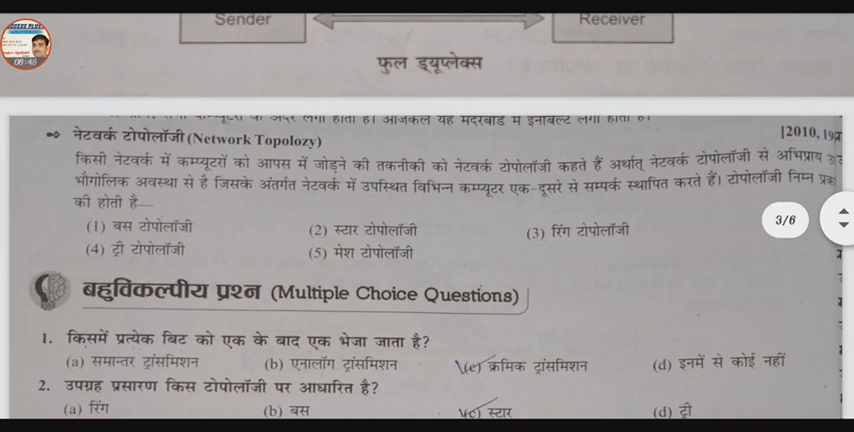 Sender Receiver
फुल ड्यूप्लेक्स
नेटवर्क टोपोलॉजी (Network Topolozy) [2010, 19
किसी नेटवर्क में कम्प्यूटरों को आपस में जोड़ने की तकनीकी को नेटवर्क टोपोलॉजी कहते हैं अर्थात् नेटवर्क टोपोलॉजी से अभिप्राय
भौगोलिक अवस्था से है जिसके अंतर्गत नेटवर्क में उपस्थित विभिन्न कम्प्यूटर एक-दूसरे से सम्पर्क स्थापित करते हैं। टोपोलॉजी निम्न प्रक
की होती है—
(1) बस टोपोलॉजी (2) स्टार टोपोलॉजी (3) रिंग टोपोलॉजी
3/6
(4) ट्री टोपोलॉजी (5) मेश टोपोलॉजी
बहुविकल्पीय प्रश्न (Multiple Choice Questions)
1. किसमें प्रत्येक बिट को एक के बाद एक भेजा जाता है?
(a) समान्तर ट्रांसमिशन (b) एनालॉग ट्रांसमिशन (c) क्रमिक ट्रांसमिशन (d) इनमें से कोई नहीं
2. उपग्रह प्रसारण किस टोपोलॉजी पर आधारित है?
(a) रिंग (b) बस (c) स्टार (d) ट्री
06:45